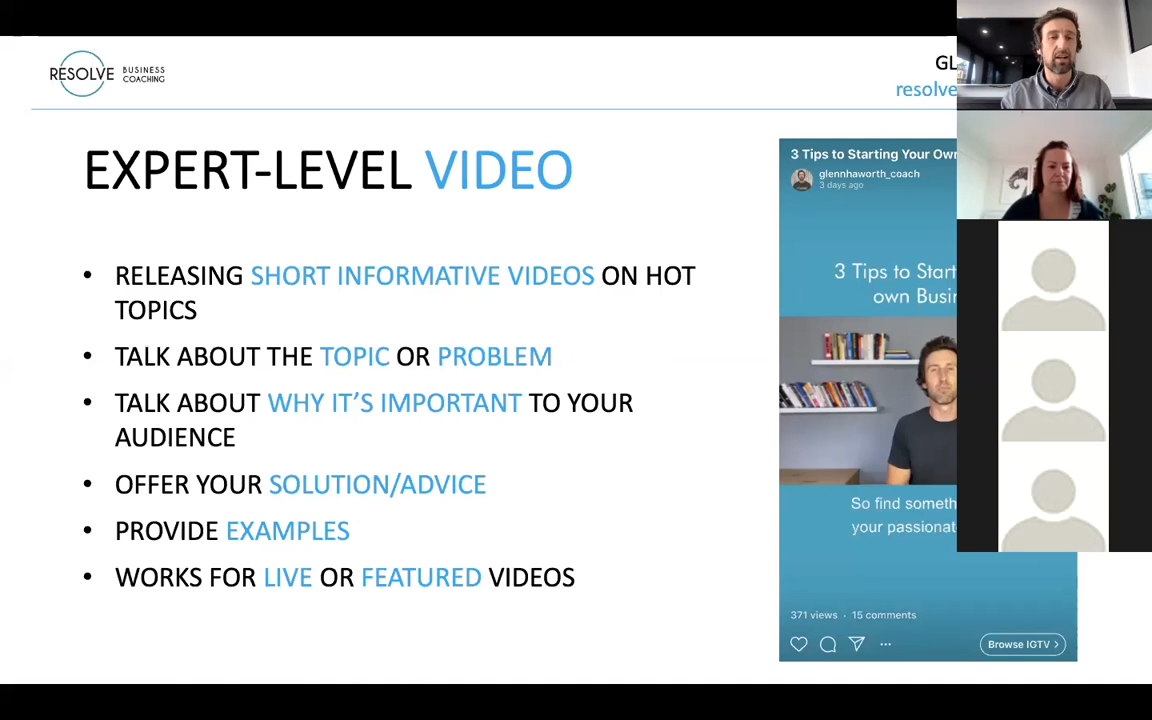 RESOLVE BUSINESS
COACHING
GL
resolve
EXPERT-LEVEL VIDEO
• RELEASING SHORT INFORMATIVE VIDEOS ON HOT
TOPICS
• TALK ABOUT THE TOPIC OR PROBLEM
• TALK ABOUT WHY IT'S IMPORTANT TO YOUR
AUDIENCE
• OFFER YOUR SOLUTION/ADVICE
• PROVIDE EXAMPLES
• WORKS FOR LIVE OR FEATURED VIDEOS
3 Tips to Starting Your Own
glennhaworth_coach
3 days ago
3 Tips to Start
own Busi
So find someth
your passionat
371 views · 15 comments
Browse IGTV >